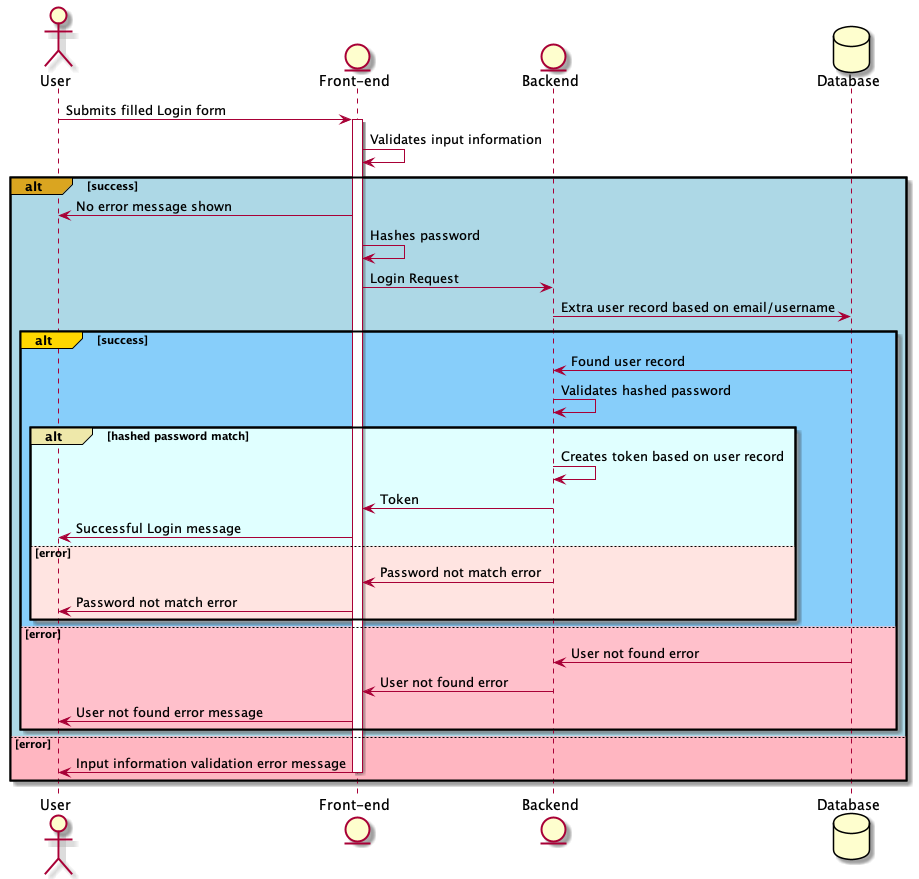 User
Front-end
Backend
Database
Submits filled Login form
Validates input information
alt
[success]
No error message shown
Hashes password
Login Request
Extra user record based on email/username
alt
[success]
Found user record
Validates hashed password
alt
[hashed password match]
Creates token based on user record
Token
Successful Login message
[error]
Password not match error
Password not match error
[error]
User not found error
User not found error
User not found error message
[error]
Input information validation error message
User
Front-end
Backend
Database